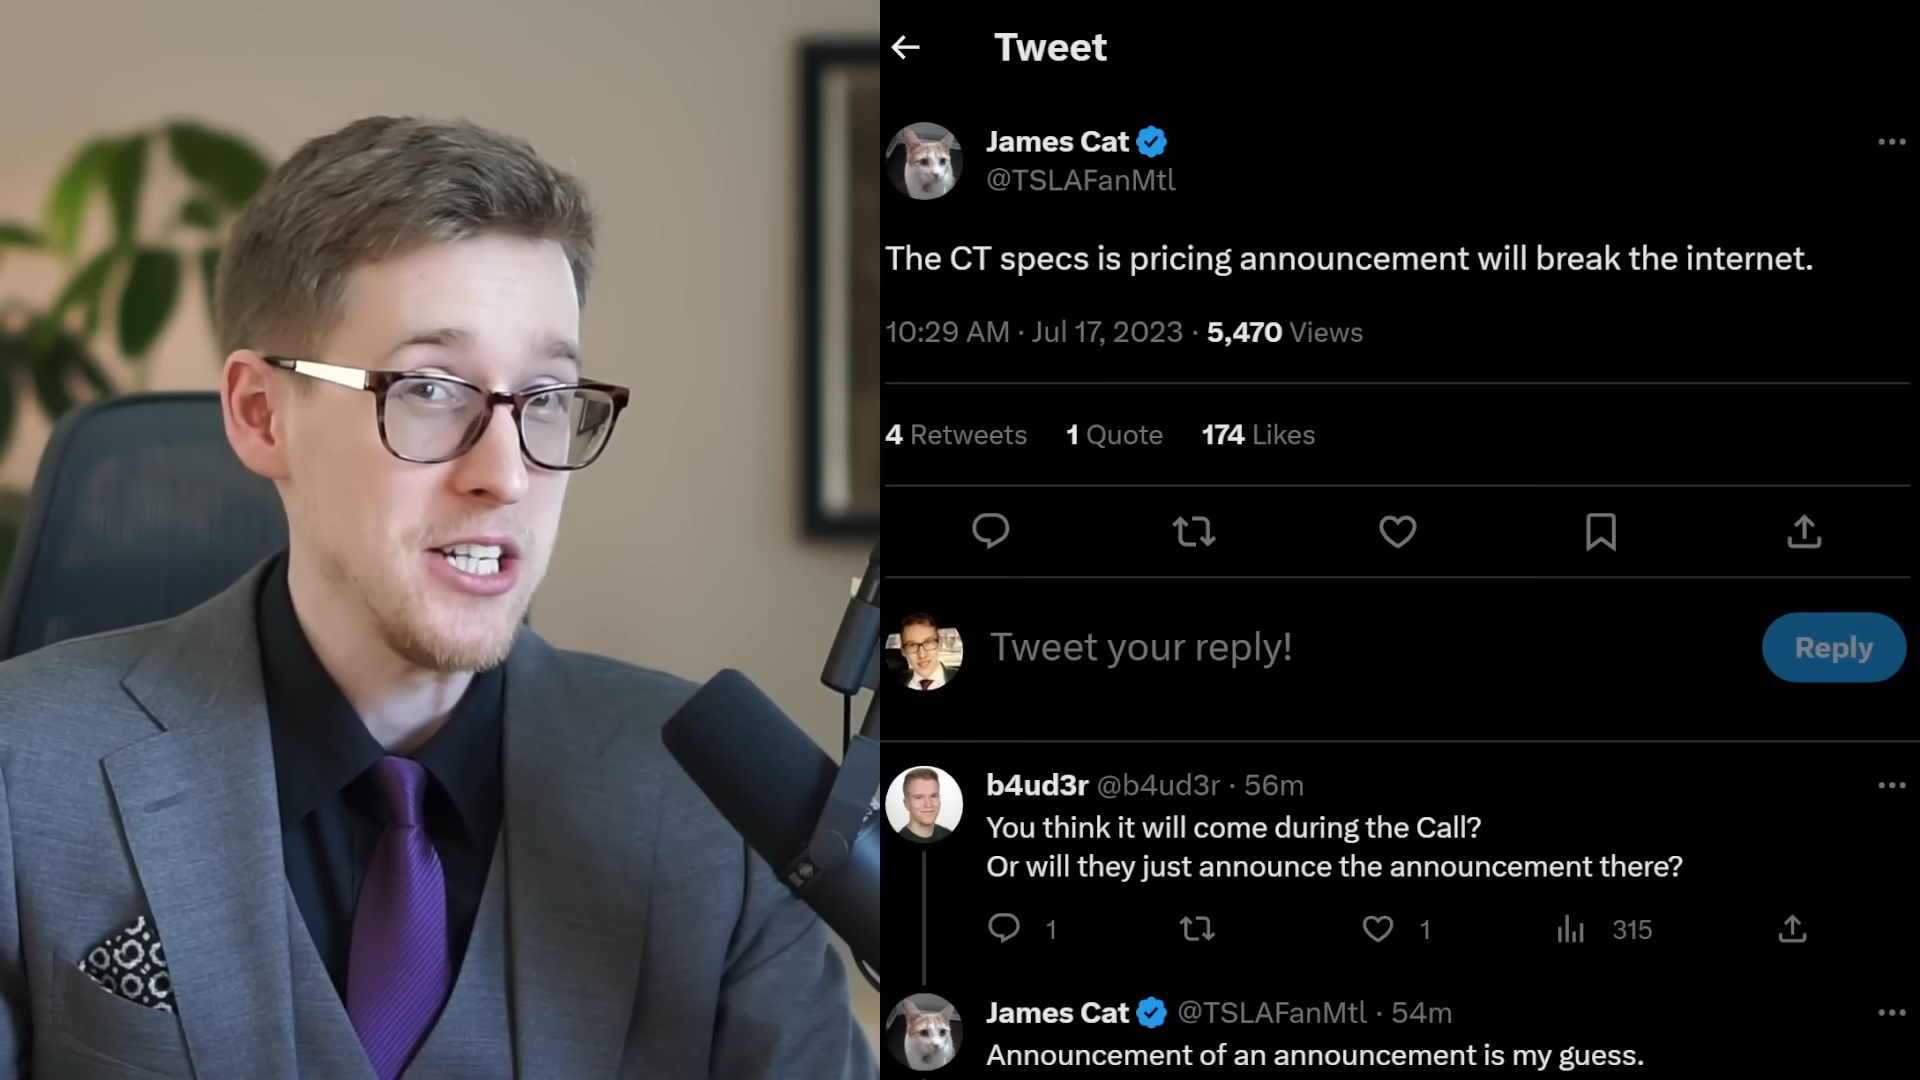 Tweet
James Cat
@TSLAFanMtl
The CT specs is pricing announcement will break the internet.
10:29 AM · Jul 17, 2023 · 5,470 Views
4 Retweets 1 Quote 174 Likes
Tweet your reply!
Reply
b4ud3r @b4ud3r · 56m
You think it will come during the Call?
Or will they just announce the announcement there?
1 1 315
James Cat @TSLAFanMtl · 54m
Announcement of an announcement is my guess.